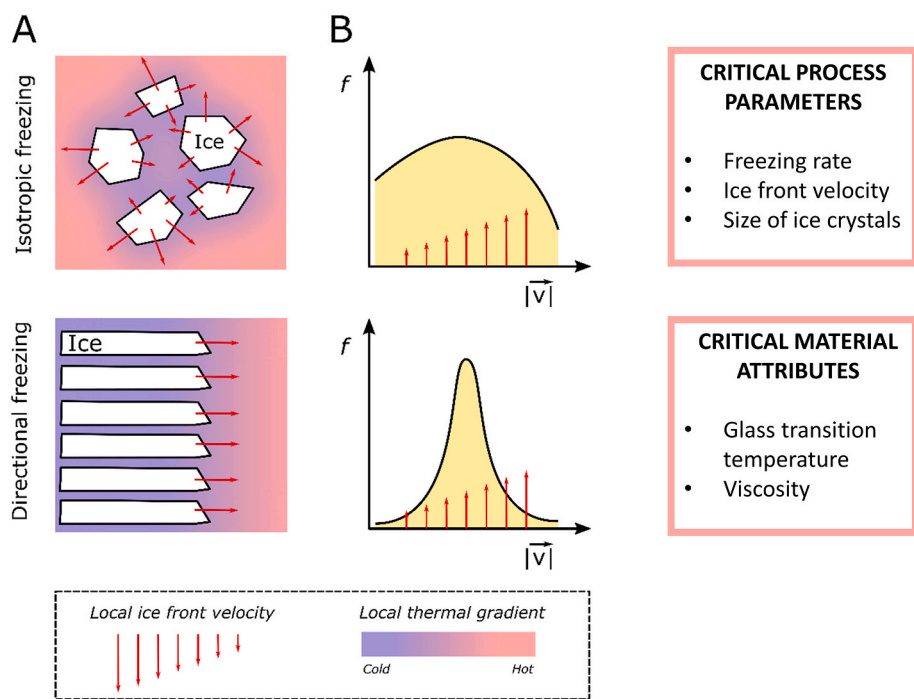 A
B
Isotropic freezing
Ice
f
|v|
CRITICAL PROCESS
PARAMETERS
• Freezing rate
• Ice front velocity
• Size of ice crystals
Directional freezing
Ice
f
|v|
CRITICAL MATERIAL
ATTRIBUTES
• Glass transition
temperature
• Viscosity
Local ice front velocity
Local thermal gradient
Cold
Hot